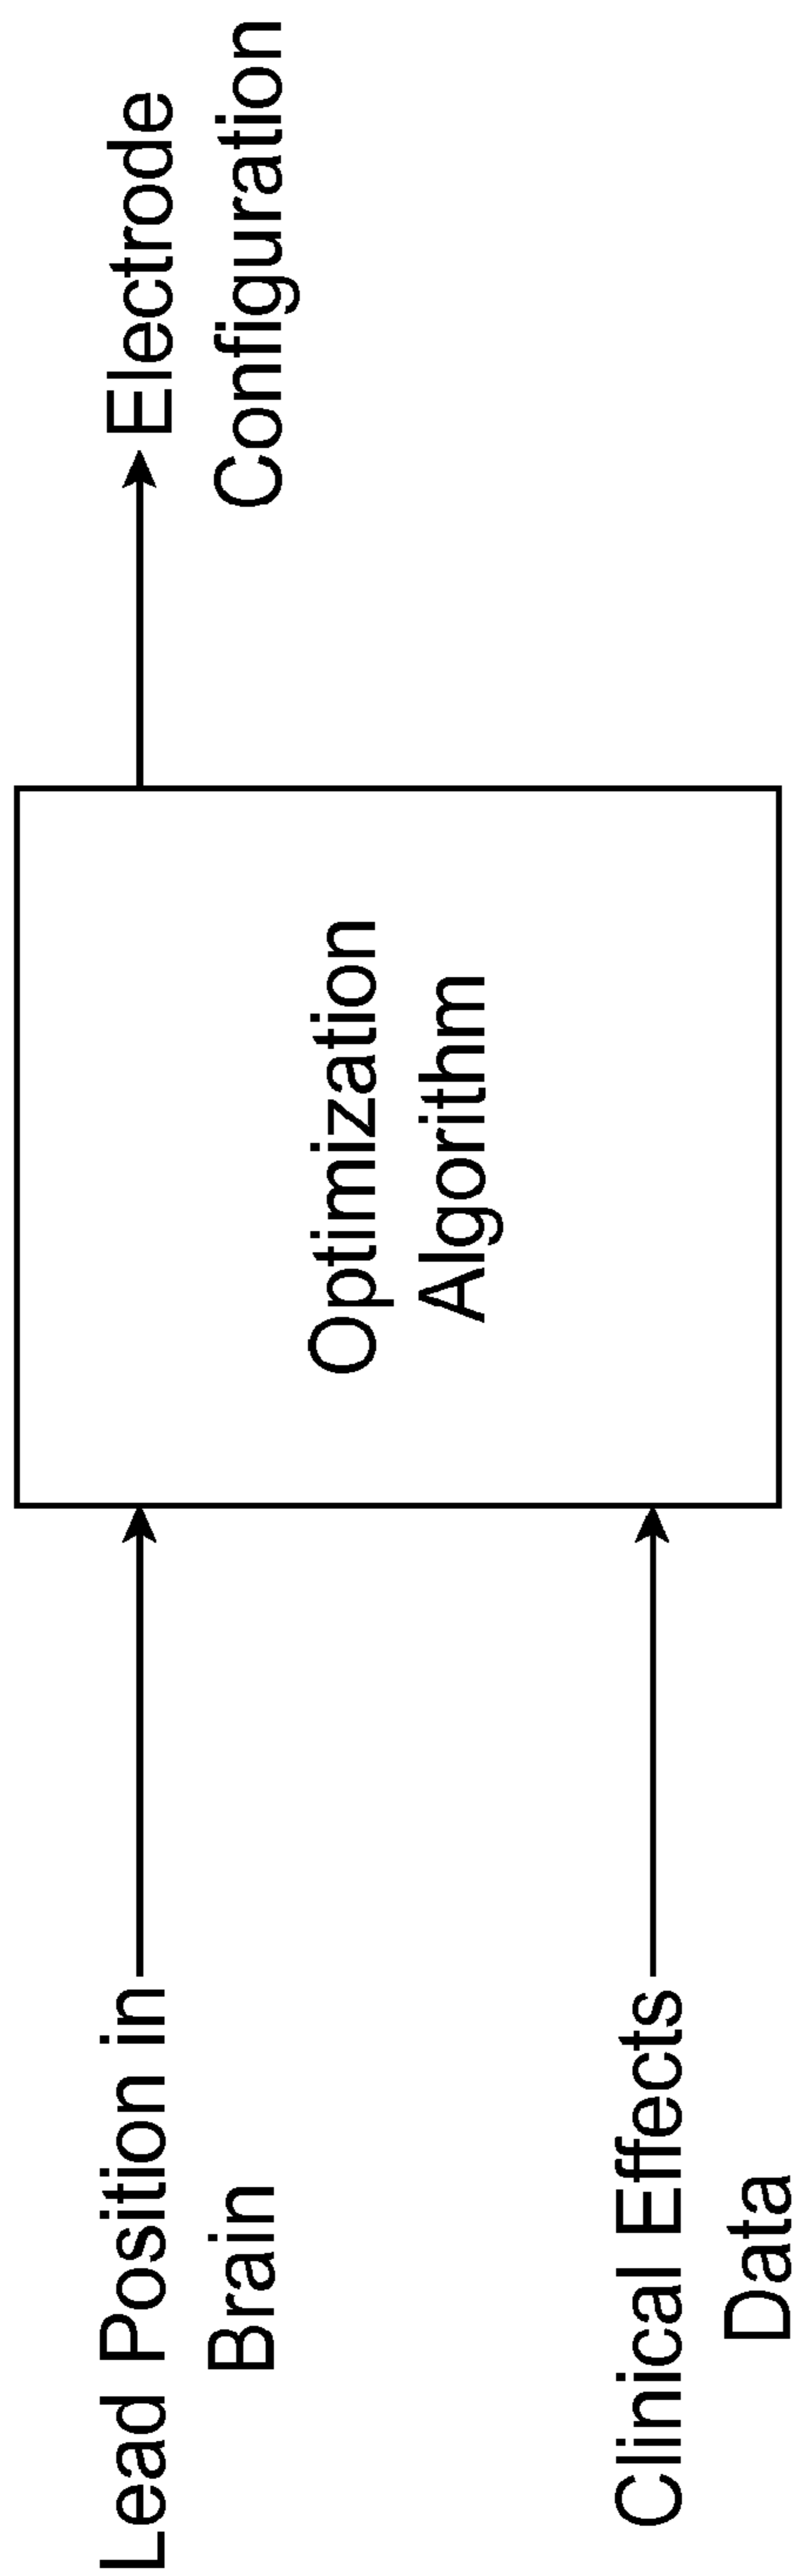 Lead Position in
Brain
Clinical Effects
Data
Optimization
Algorithm
Electrode
Configuration